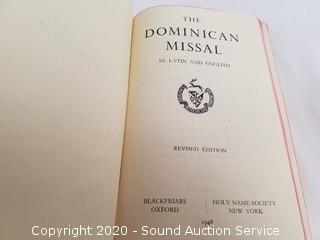 THE
DOMINICAN
MISSAL
IN LATIN AND ENGLISH
REVISED EDITION
BLACKFRIARS
OXFORD
HOLY NAME SOCIETY
NEW YORK
1948
Copyright 2020 - Sound Auction Service